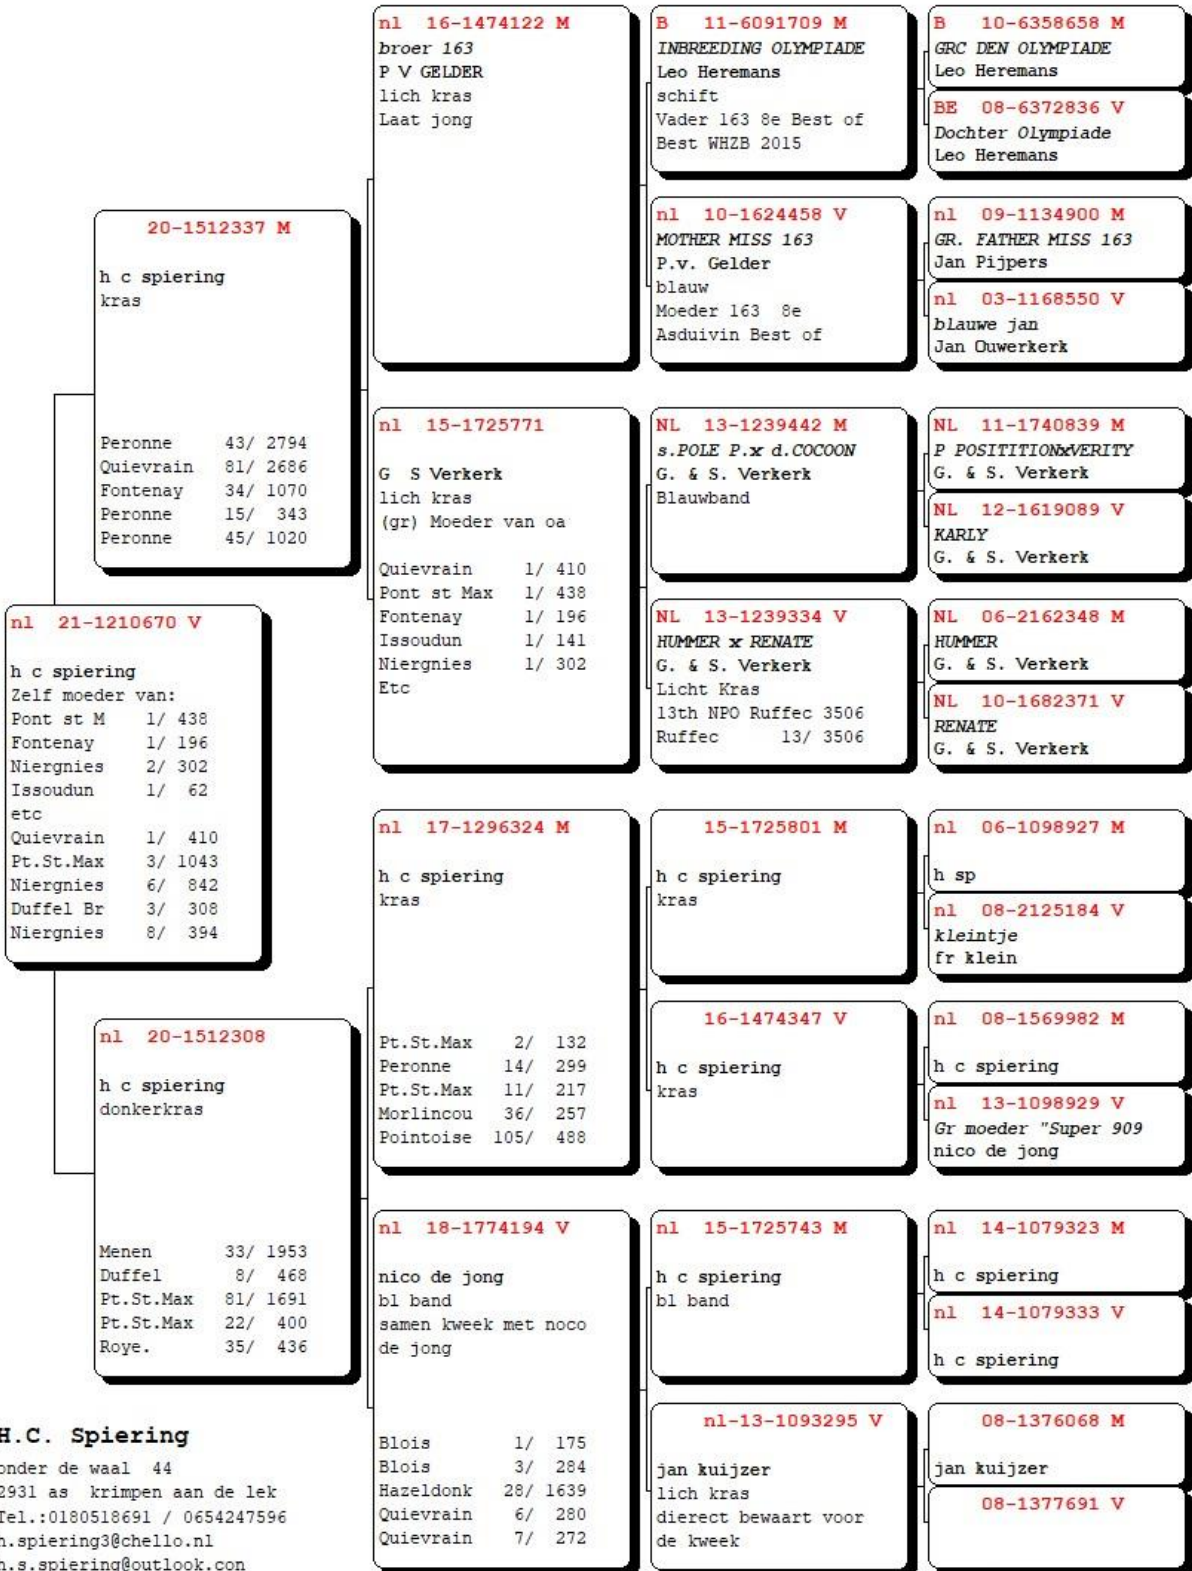 nl 21-1210670 V
h c spiering
Zelf moeder van:
Pont st M 1/ 438
Fontenay 1/ 196
Niergnies 2/ 302
Issoudun 1/ 62
etc
Quievrain 1/ 410
Pt.St.Max 3/ 1043
Niergnies 6/ 842
Duffel Br 3/ 308
Niergnies 8/ 394
20-1512337 M
h c spiering
kras
Peronne 43/ 2794
Quievrain 81/ 2686
Fontenay 34/ 1070
Peronne 15/ 343
Peronne 45/ 1020
nl 20-1512308
h c spiering
donkerkras
Menen 33/ 1953
Duffel 8/ 468
Pt.St.Max 81/ 1691
Pt.St.Max 22/ 400
Roye. 35/ 436
nl 16-1474122 M
broer 163
P V GELDER
lich kras
Laat jong
nl 15-1725771
G S Verkerk
lich kras
(gr) Moeder van oa
Quievrain 1/ 410
Pont st Max 1/ 438
Fontenay 1/ 196
Issoudun 1/ 141
Niergnies 1/ 302
Etc
nl 17-1296324 M
h c spiering
kras
Pt.St.Max 2/ 132
Peronne 14/ 299
Pt.St.Max 11/ 217
Morlincou 36/ 257
Pointoise 105/ 488
nl 18-1774194 V
nico de jong
bl band
samen kweek met noco
de jong
Blois 1/ 175
Blois 3/ 284
Hazeldonk 28/ 1639
Quievrain 6/ 280
Quievrain 7/ 272
B 11-6091709 M
INBREEDING OLYMPIADE
Leo Heremans
schift
Vader 163 8e Best of
Best WHZB 2015
nl 10-1624458 V
MOTHER MISS 163
P.v. Gelder
blauw
Moeder 163 8e
Asduivin Best of
NL 13-1239442 M
s.POLE P.x d.COCOON
G. & S. Verkerk
Blauwband
NL 13-1239334 V
HUMMER x RENATE
G. & S. Verkerk
Licht Kras
13th NPO Ruffec 3506
Ruffec 13/ 3506
15-1725801 M
h c spiering
kras
16-1474347 V
h c spiering
kras
nl 15-1725743 M
h c spiering
bl band
nl-13-1093295 V
jan kuijzer
lich kras
dierect bewaart voor
de kweek
B 10-6358658 M
GRC DEN OLYMPIADE
Leo Heremans
BE 08-6372836 V
Dochter Olympiade
Leo Heremans
nl 09-1134900 M
GR. FATHER MISS 163
Jan Pijpers
nl 03-1168550 V
blauwe jan
Jan Ouwerkerk
NL 11-1740839 M
P POSITITIONxVERITY
G. & S. Verkerk
NL 12-1619089 V
KARLY
G. & S. Verkerk
NL 06-2162348 M
HUMMER
G. & S. Verkerk
NL 10-1682371 V
RENATE
G. & S. Verkerk
nl 06-1098927 M
h sp
nl 08-2125184 V
kleintje
fr klein
nl 08-1569982 M
h c spiering
nl 13-1098929 V
Gr moeder "Super 909
nico de jong
nl 14-1079323 M
h c spiering
nl 14-1079333 V
h c spiering
08-1376068 M
jan kuijzer
08-1377691 V
H.C. Spiering
onder de waal 44
2931 as krimpen aan de lek
Tel.:0180518691 / 0654247596
h.spiering3@chello.nl
h.s.spiering@outlook.con